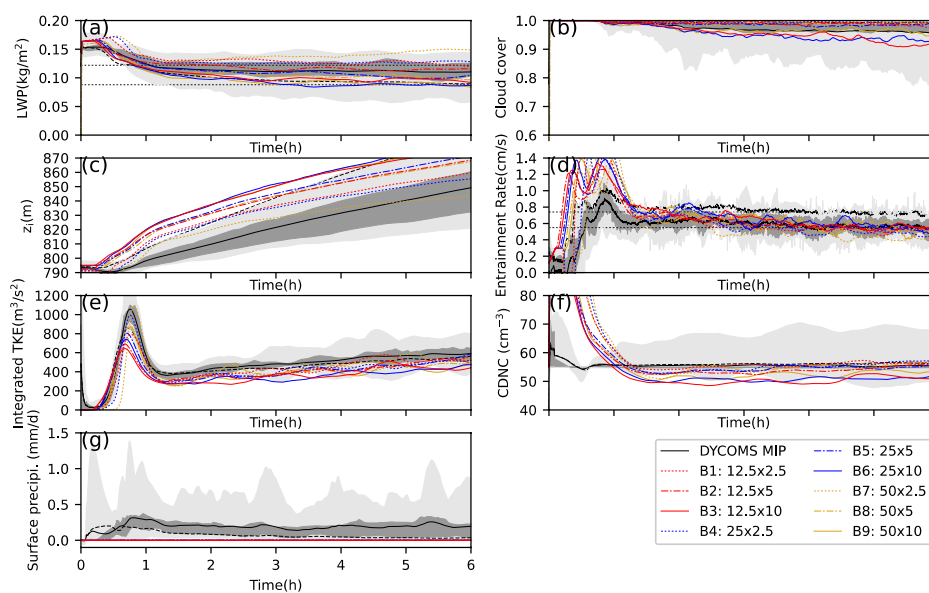 (a)
LWP(kg/m²)
0.20
0.15
0.10
0.05
0.00
Time(h)
(b)
Cloud cover
1.0
0.9
0.8
0.7
0.6
Time(h)
(c)
zᵢ(m)
870
860
850
840
830
820
810
800
790
Time(h)
(d)
Entrainment Rate(cm/s)
1.4
1.2
1.0
0.8
0.6
0.4
0.2
0.0
Time(h)
(e)
Integrated TKE(m³/s²)
1200
1000
800
600
400
200
0
Time(h)
(f)
CDNC (cm⁻³)
80
70
60
50
40
Time(h)
(g)
Surface precipi. (mm/d)
1.5
1.0
0.5
0.0
0 1 2 3 4 5 6
Time(h)
DYCOMS MIP
B1: 12.5x2.5
B2: 12.5x5
B3: 12.5x10
B4: 25x2.5
B5: 25x5
B6: 25x10
B7: 50x2.5
B8: 50x5
B9: 50x10